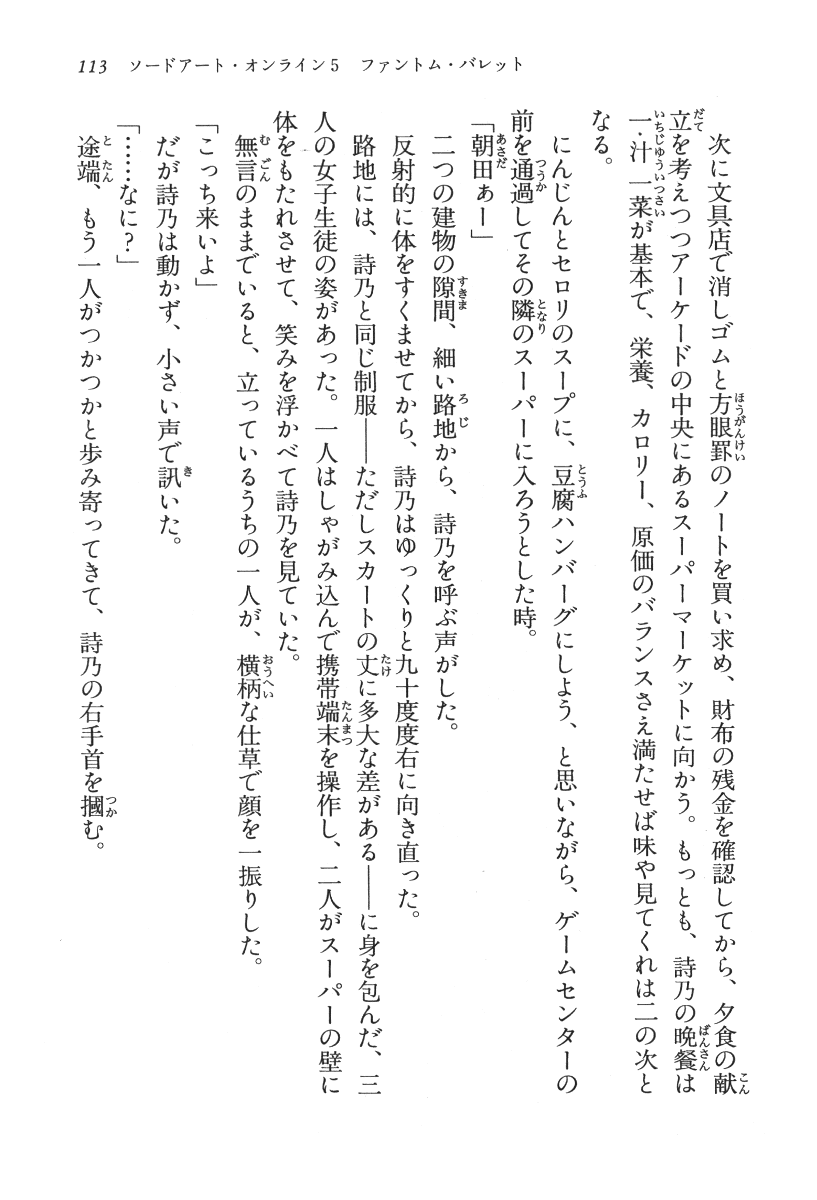 113　ソードアート・オンライン5　ファントム・バレット
　次に文具店で消しゴムと方眼罫のノートを買い求め、財布の残金を確認してから、夕食の献
立を考えつつアーケードの中央にあるスーパーマーケットに向かう。もっとも、詩乃の晩餐は
一汁一菜が基本で、栄養、カロリー、原価のバランスさえ満たせば味や見てくれは二の次と
なる。
　にんじんとセロリのスープに、豆腐ハンバーグにしよう、と思いながら、ゲームセンターの
前を通過してその隣のスーパーに入ろうとした時。
「朝田ぁー」
　二つの建物の隙間、細い路地から、詩乃を呼ぶ声がした。
　反射的に体をすくませてから、詩乃はゆっくりと九十度度右に向き直った。
　路地には、詩乃と同じ制服――ただしスカートの丈に多大な差がある――に身を包んだ、三
人の女子生徒の姿があった。一人はしゃがみ込んで携帯端末を操作し、二人がスーパーの壁に
体をもたれさせて、笑みを浮かべて詩乃を見ていた。
　無言のままでいると、立っているうちの一人が、横柄な仕草で顔を一振りした。
「こっち来いよ」
　だが詩乃は動かず、小さい声で訊いた。
「……なに？」
　途端、もう一人がつかつかと歩み寄ってきて、詩乃の右手首を摑む。